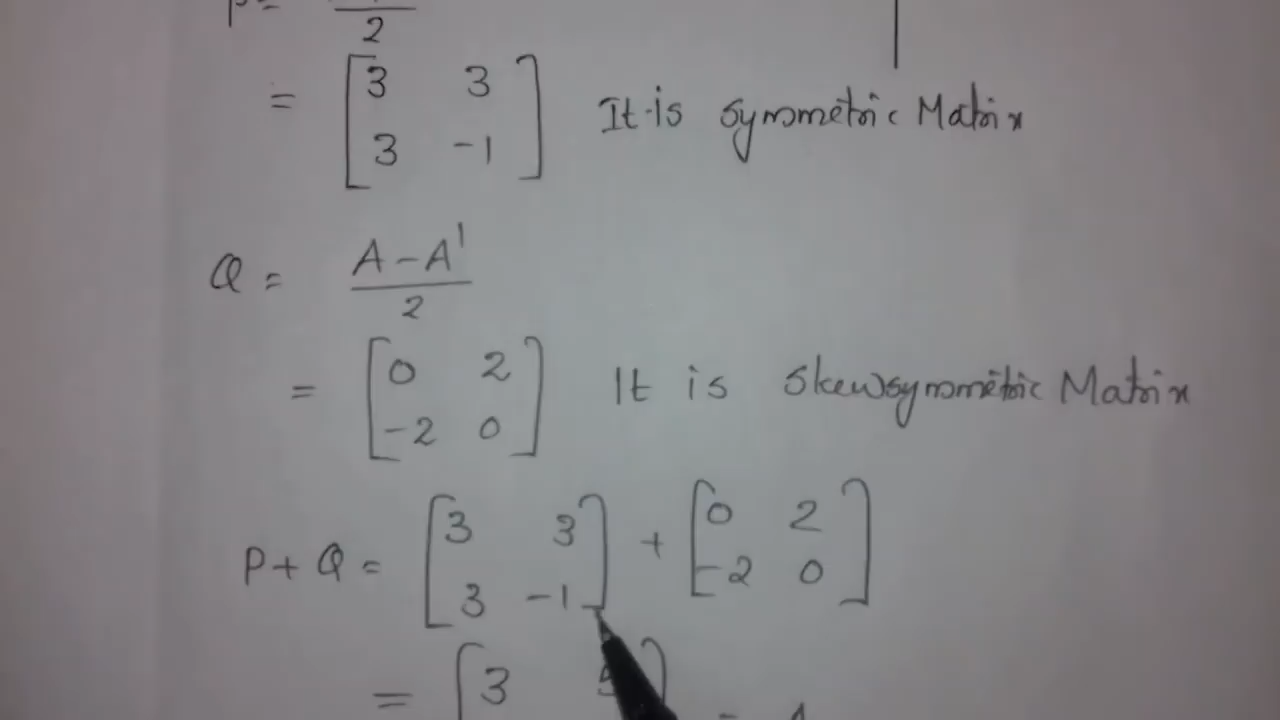 P =
2
= [3 3
3 -1] It is Symmetric Matrix
Q = A - A'
2
= [0 2
-2 0] It is Skewsymmetric Matrix
P + Q = [3 3
3 -1] + [0 2
-2 0]
= [3 5] = A